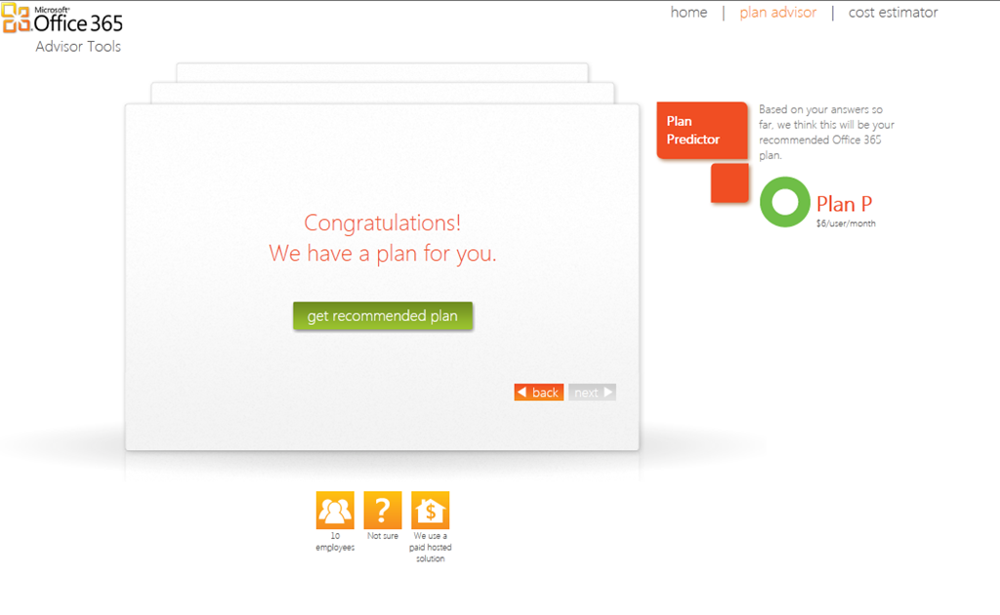 Microsoft®
Office 365
Advisor Tools
home | plan advisor | cost estimator
Congratulations!
We have a plan for you.
get recommended plan
back next
Plan
Predictor
Based on your answers so
far, we think this will be your
recommended Office 365
plan.
Plan P
$6/user/month
10
employees
Not sure
We use a
paid hosted
solution